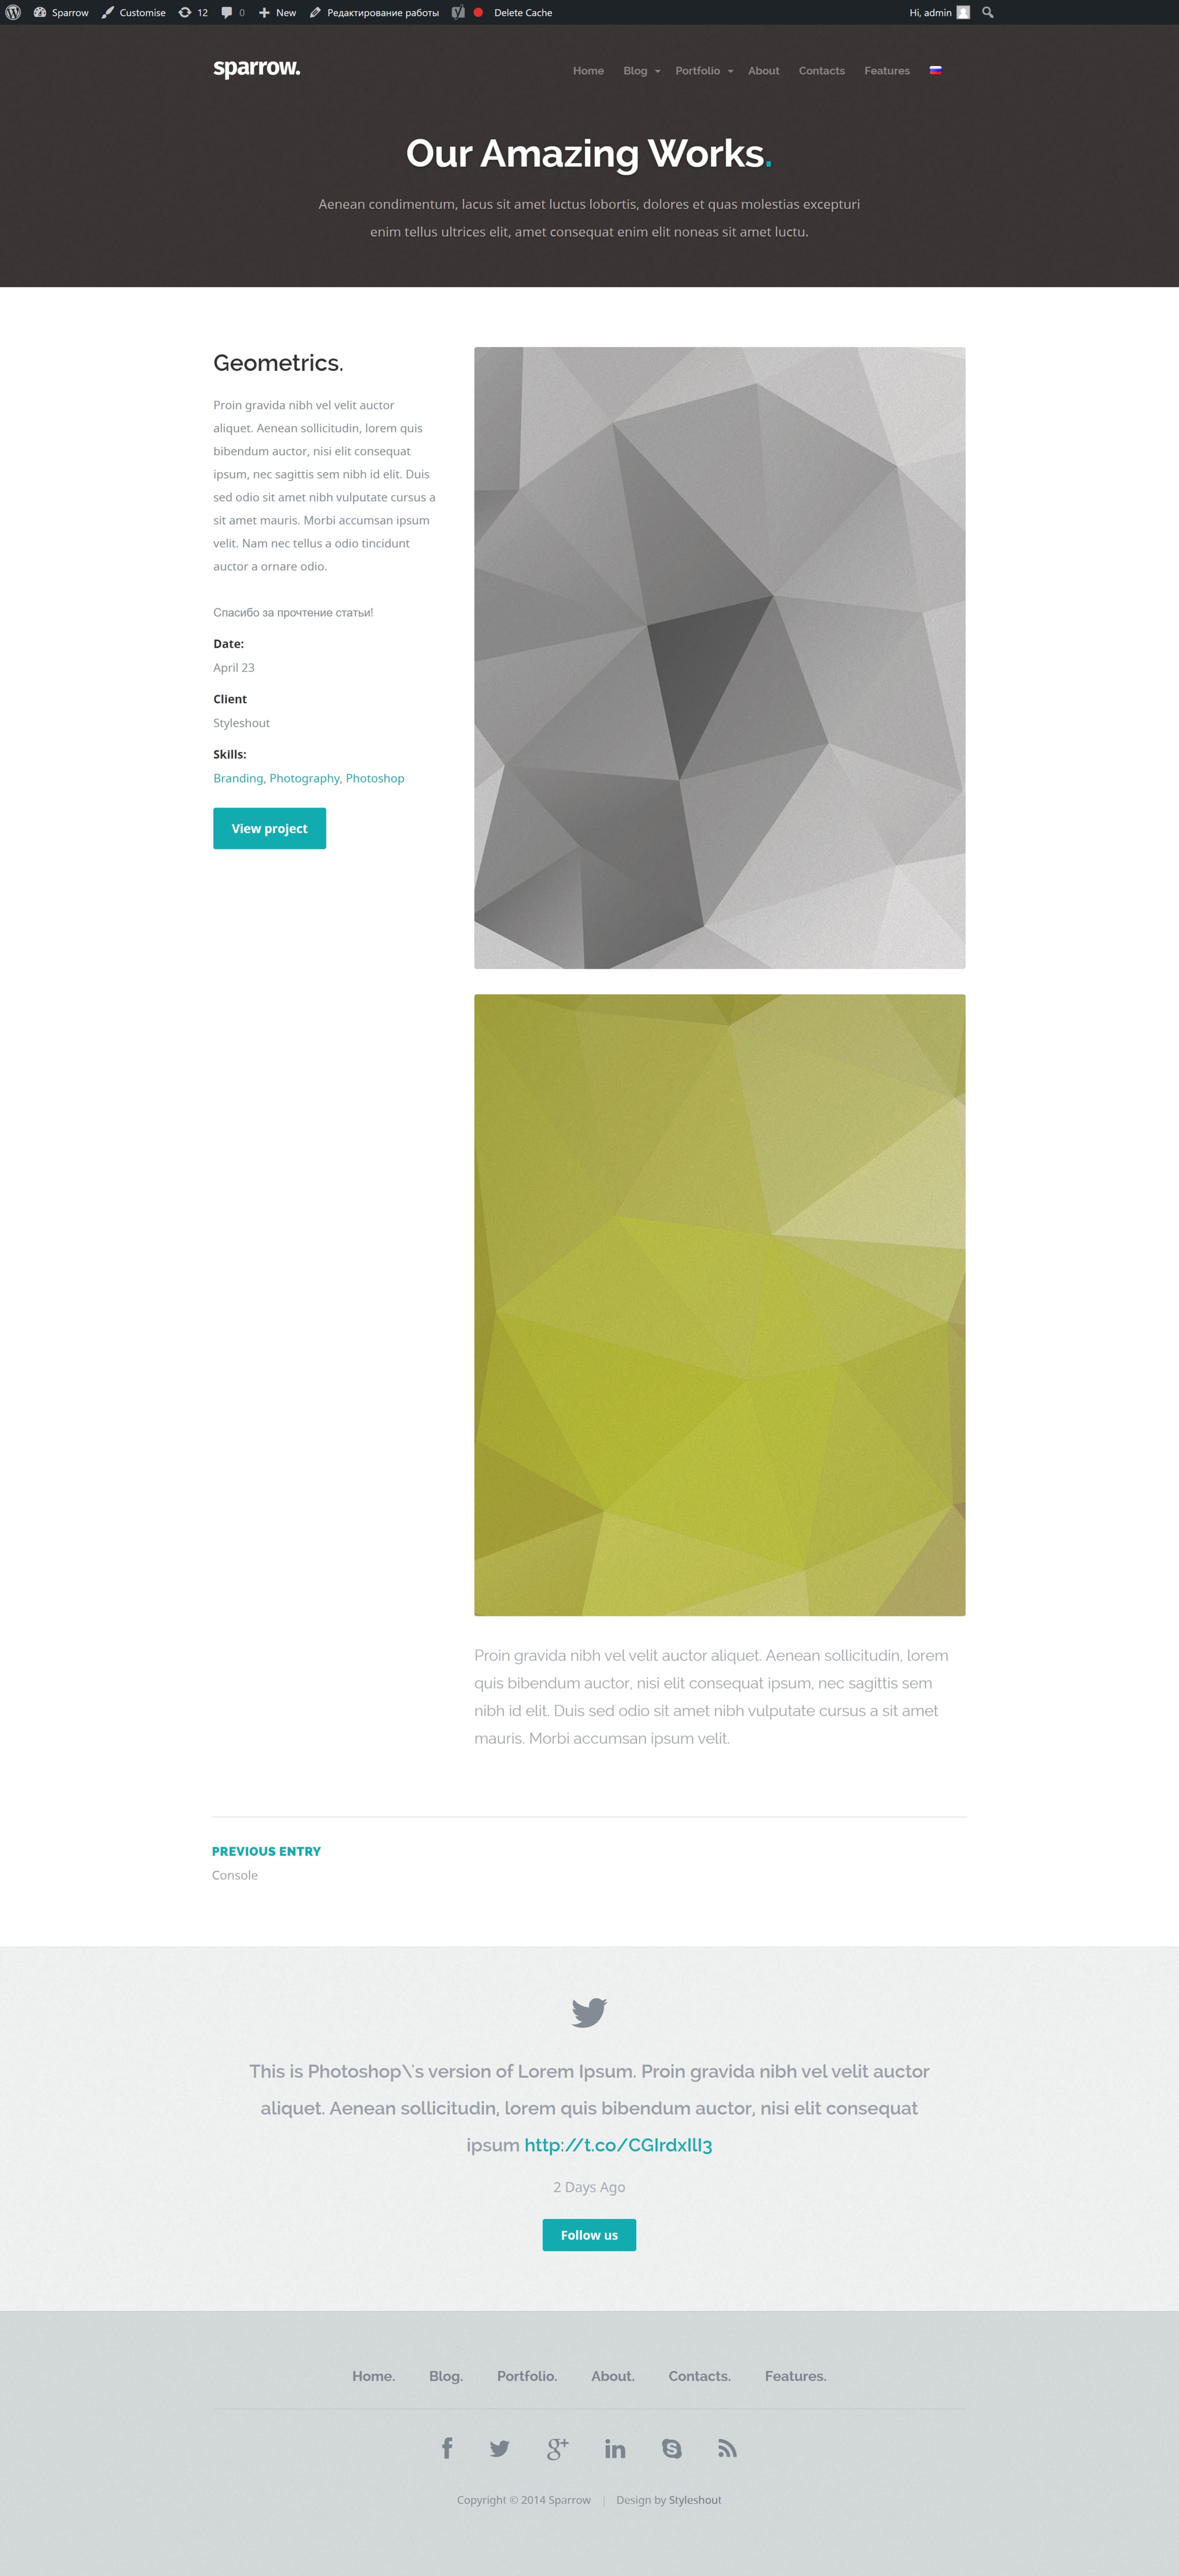 Sparrow Customise 12 0 New Редактирование работы Delete Cache Hi, admin
sparrow.
Home Blog Portfolio About Contacts Features
Our Amazing Works.
Aenean condimentum, lacus sit amet luctus lobortis, dolores et quas molestias excepturi
enim tellus ultrices elit, amet consequat enim elit noneas sit amet luctu.
Geometrics.
Proin gravida nibh vel velit auctor
aliquet. Aenean sollicitudin, lorem quis
bibendum auctor, nisi elit consequat
ipsum, nec sagittis sem nibh id elit. Duis
sed odio sit amet nibh vulputate cursus a
sit amet mauris. Morbi accumsan ipsum
velit. Nam nec tellus a odio tincidunt
auctor a ornare odio.
Спасибо за прочтение статьи!
Date:
April 23
Client
Styleshout
Skills:
Branding, Photography, Photoshop
View project
Proin gravida nibh vel velit auctor aliquet. Aenean sollicitudin, lorem
quis bibendum auctor, nisi elit consequat ipsum, nec sagittis sem
nibh id elit. Duis sed odio sit amet nibh vulputate cursus a sit amet
mauris. Morbi accumsan ipsum velit.
PREVIOUS ENTRY
Console
This is Photoshop\'s version of Lorem Ipsum. Proin gravida nibh vel velit auctor
aliquet. Aenean sollicitudin, lorem quis bibendum auctor, nisi elit consequat
ipsum http://t.co/CGIrdxIlI3
2 Days Ago
Follow us
Home. Blog. Portfolio. About. Contacts. Features.
Copyright © 2014 Sparrow | Design by Styleshout